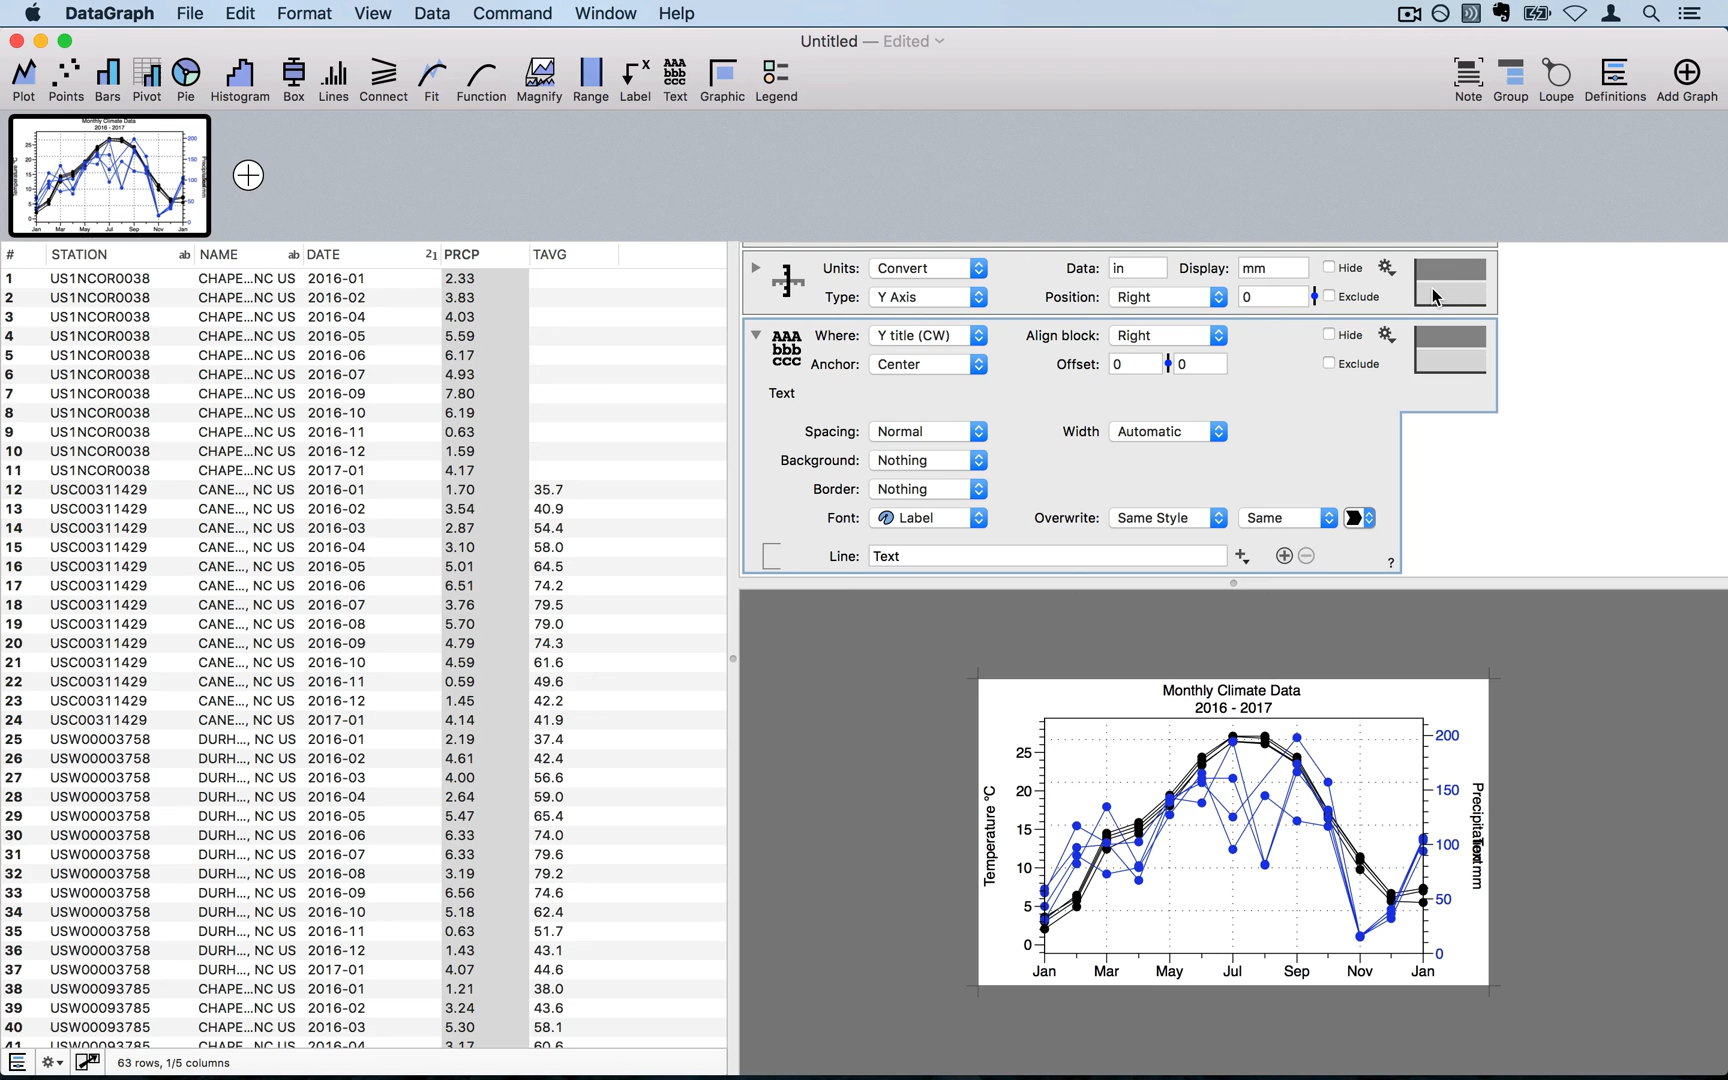 DataGraph File Edit Format View Data Command Window Help
Untitled — Edited
Plot Points Bars Pivot Pie Histogram Box Lines Connect Fit Function Magnify Range Label Text Graphic Legend Note Group Loupe Definitions Add Graph
# STATION ab NAME ab DATE 21 PRCP TAVG
1 US1NCOR0038 CHAPE...NC US 2016-01 2.33
2 US1NCOR0038 CHAPE...NC US 2016-02 3.83
3 US1NCOR0038 CHAPE...NC US 2016-04 4.03
4 US1NCOR0038 CHAPE...NC US 2016-05 5.59
5 US1NCOR0038 CHAPE...NC US 2016-06 6.17
6 US1NCOR0038 CHAPE...NC US 2016-07 4.93
7 US1NCOR0038 CHAPE...NC US 2016-09 7.80
8 US1NCOR0038 CHAPE...NC US 2016-10 6.19
9 US1NCOR0038 CHAPE...NC US 2016-11 0.63
10 US1NCOR0038 CHAPE...NC US 2016-12 1.59
11 US1NCOR0038 CHAPE...NC US 2017-01 4.17
12 USC00311429 CANE..., NC US 2016-01 1.70 35.7
13 USC00311429 CANE..., NC US 2016-02 3.54 40.9
14 USC00311429 CANE..., NC US 2016-03 2.87 54.4
15 USC00311429 CANE..., NC US 2016-04 3.10 58.0
16 USC00311429 CANE..., NC US 2016-05 5.01 64.5
17 USC00311429 CANE..., NC US 2016-06 6.51 74.2
18 USC00311429 CANE..., NC US 2016-07 3.76 79.5
19 USC00311429 CANE..., NC US 2016-08 5.70 79.0
20 USC00311429 CANE..., NC US 2016-09 4.79 74.3
21 USC00311429 CANE..., NC US 2016-10 4.59 61.6
22 USC00311429 CANE..., NC US 2016-11 0.59 49.6
23 USC00311429 CANE..., NC US 2016-12 1.45 42.2
24 USC00311429 CANE..., NC US 2017-01 4.14 41.9
25 USW00003758 DURH..., NC US 2016-01 2.19 37.4
26 USW00003758 DURH..., NC US 2016-02 4.61 42.4
27 USW00003758 DURH..., NC US 2016-03 4.00 56.6
28 USW00003758 DURH..., NC US 2016-04 2.64 59.0
29 USW00003758 DURH..., NC US 2016-05 5.47 65.4
30 USW00003758 DURH..., NC US 2016-06 6.33 74.0
31 USW00003758 DURH..., NC US 2016-07 6.33 79.6
32 USW00003758 DURH..., NC US 2016-08 3.19 79.2
33 USW00003758 DURH..., NC US 2016-09 6.56 74.6
34 USW00003758 DURH..., NC US 2016-10 5.18 62.4
35 USW00003758 DURH..., NC US 2016-11 0.63 51.7
36 USW00003758 DURH..., NC US 2016-12 1.43 43.1
37 USW00003758 DURH..., NC US 2017-01 4.07 44.6
38 USW00093785 CHAPE...NC US 2016-01 1.21 38.0
39 USW00093785 CHAPE...NC US 2016-02 3.24 43.6
40 USW00093785 CHAPE...NC US 2016-03 5.30 58.1
41 USW00093785 CHAPE...NC US 2016-04 3.17 60.6
63 rows, 1/5 columns
Units: Convert Data: in Display: mm Hide
Type: Y Axis Position: Right 0 Exclude
AAA bbb ccc
Where: Y title (CW) Align block: Right Hide
Anchor: Center Offset: 0 0 Exclude
Text
Spacing: Normal Width Automatic
Background: Nothing
Border: Nothing
Font: Label Overwrite: Same Style Same
Line: Text ?
Monthly Climate Data
2016 - 2017
Temperature °C
25
20
15
10
5
0
200
150
100
50
0
Text
mm
Jan Mar May Jul Sep Nov Jan